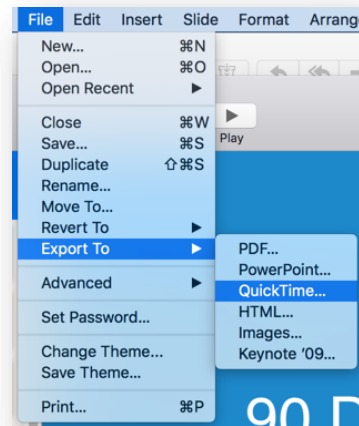 File Edit Insert Slide Format Arrang
New... ⌘N
Open... ⌘O
Open Recent ▶
Close ⌘W
Play
Save... ⌘S
Duplicate ⇧⌘S
Rename...
Move To...
Revert To ▶
Export To ▶
PDF...
PowerPoint...
QuickTime...
HTML...
Images...
Keynote '09...
Advanced ▶
Set Password...
Change Theme...
Save Theme...
Print... ⌘P
90 D